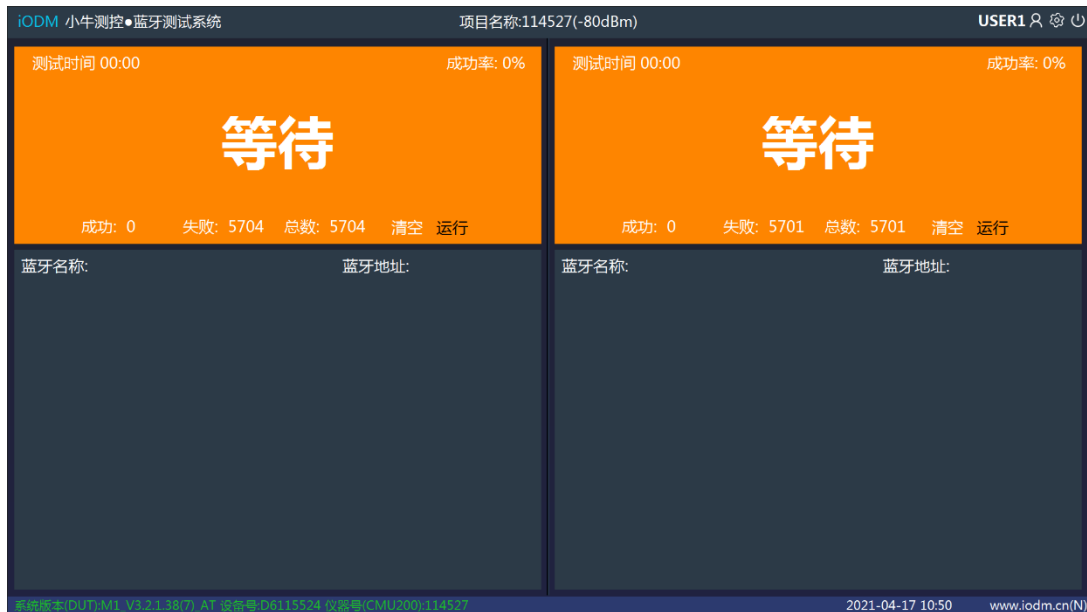 iODM 小牛测控●蓝牙测试系统 项目名称:114527(-80dBm) USER1
测试时间 00:00 成功率: 0%
等待
成功: 0 失败: 5704 总数: 5704 清空 运行
蓝牙名称: 蓝牙地址:
测试时间 00:00 成功率: 0%
等待
成功: 0 失败: 5701 总数: 5701 清空 运行
蓝牙名称: 蓝牙地址:
系统版本(DUT):M1_V3.2.1.38(7)_AT 设备号:D6115524 仪器号(CMU200):114527 2021-04-17 10:50 www.iodm.cn(N)